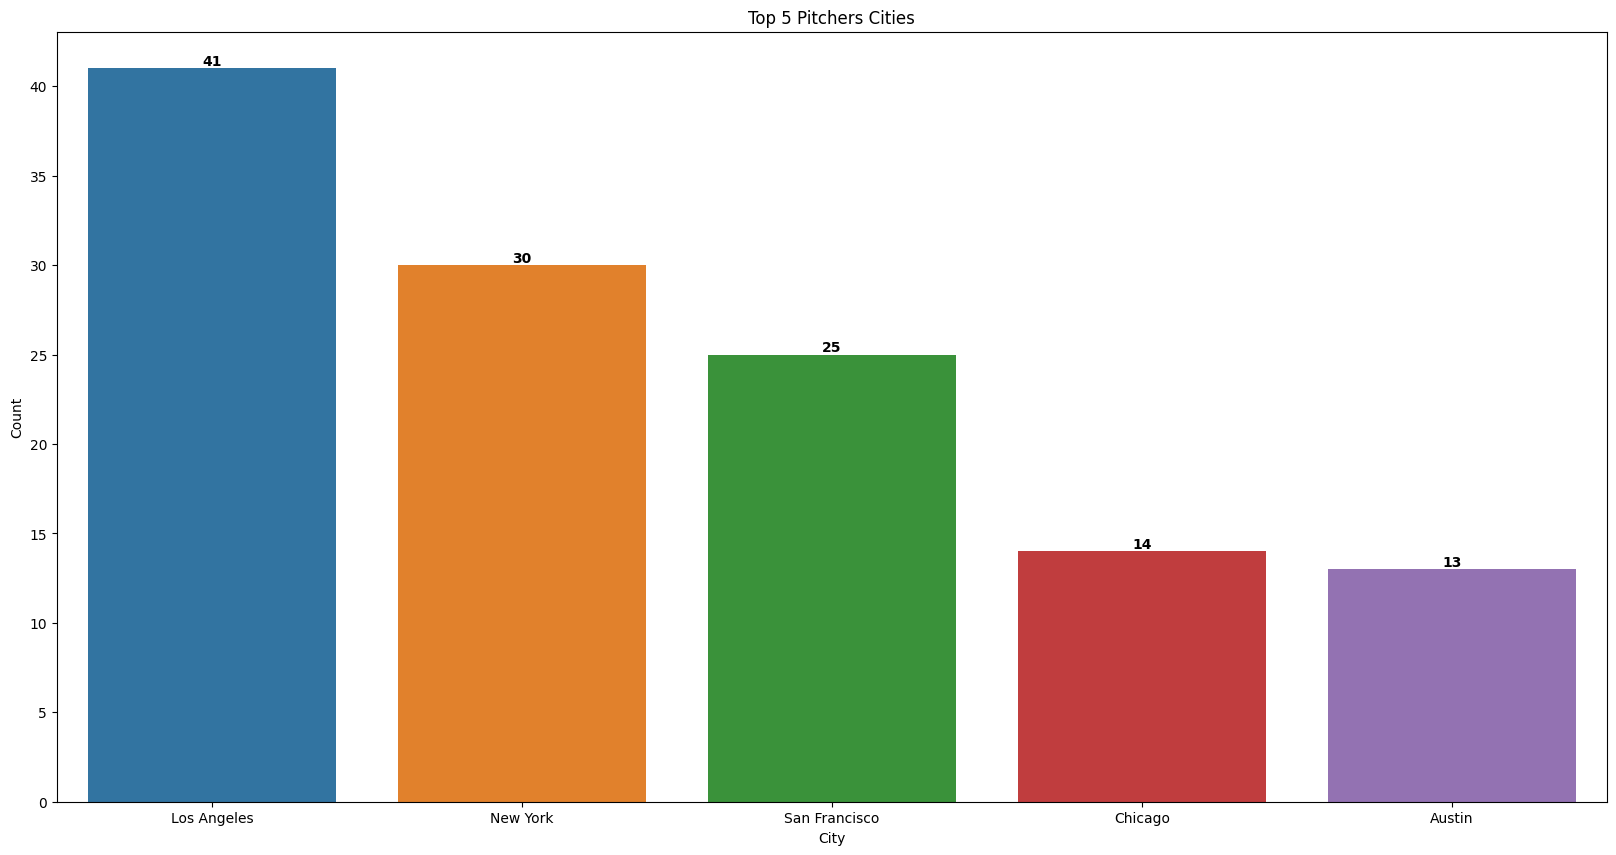 Top 5 Pitchers Cities
41
30
25
14
13
40
35
30
25
20
15
10
5
0
Count
Los Angeles
New York
San Francisco
Chicago
Austin
City